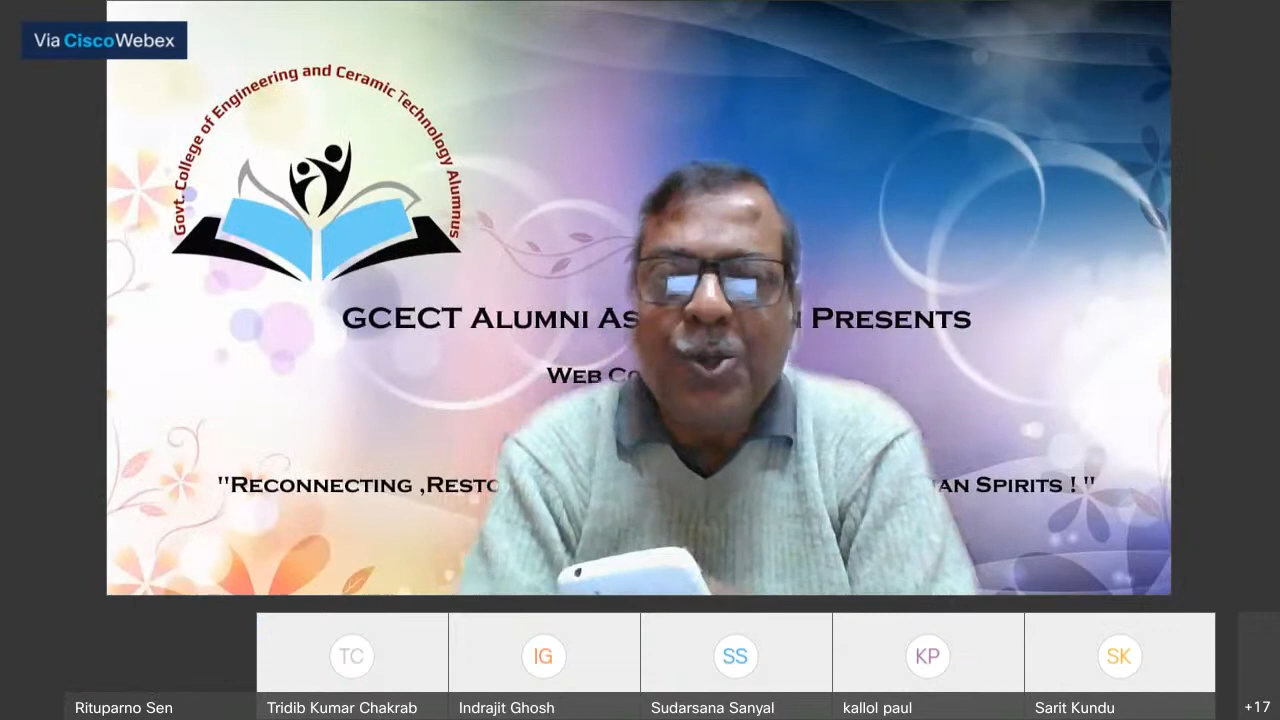 Via CiscoWebex
Govt. College of Engineering and Ceramic Technology Alumnus
GCECT Alumni As Presents
Web
"Reconnecting ,Resto an Spirits ! "
TC
IG
SS
KP
SK
Rituparno Sen
Tridib Kumar Chakrab
Indrajit Ghosh
Sudarsana Sanyal
kallol paul
Sarit Kundu
+17